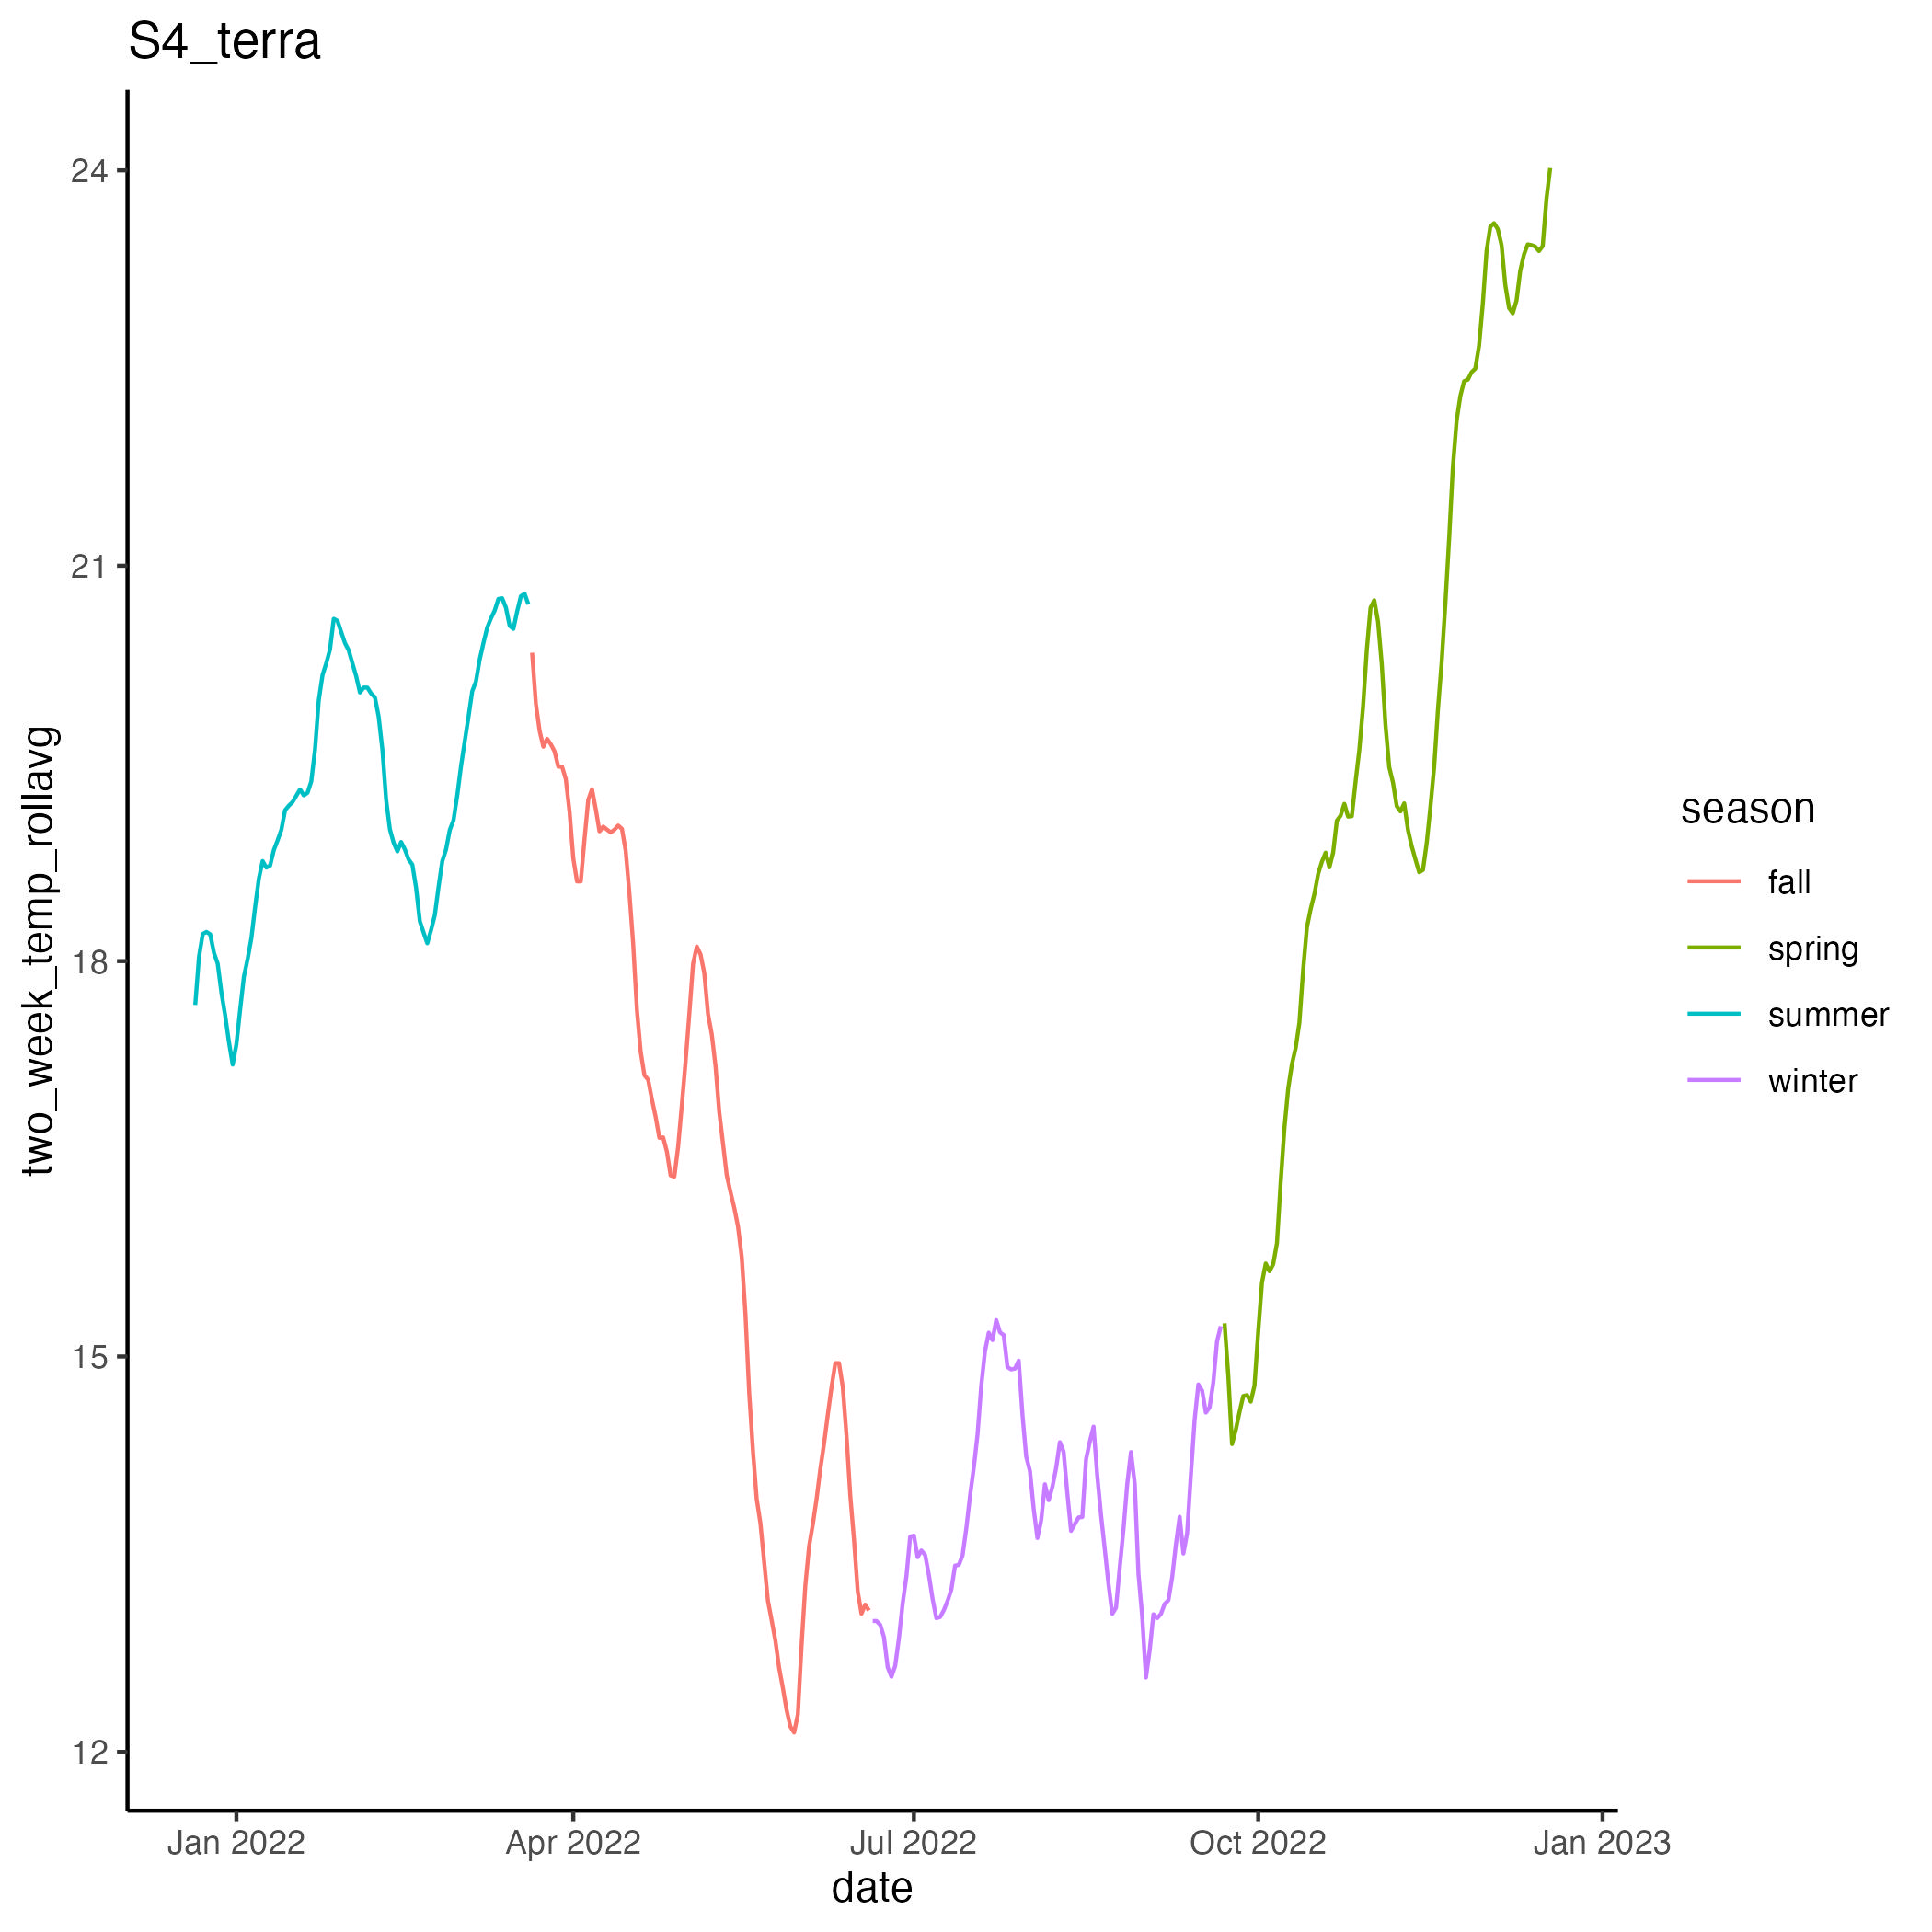 S4_terra
24
21
18
15
12
two_week_temp_rollavg
Jan 2022
Apr 2022
Jul 2022
Oct 2022
Jan 2023
date
season
fall
spring
summer
winter